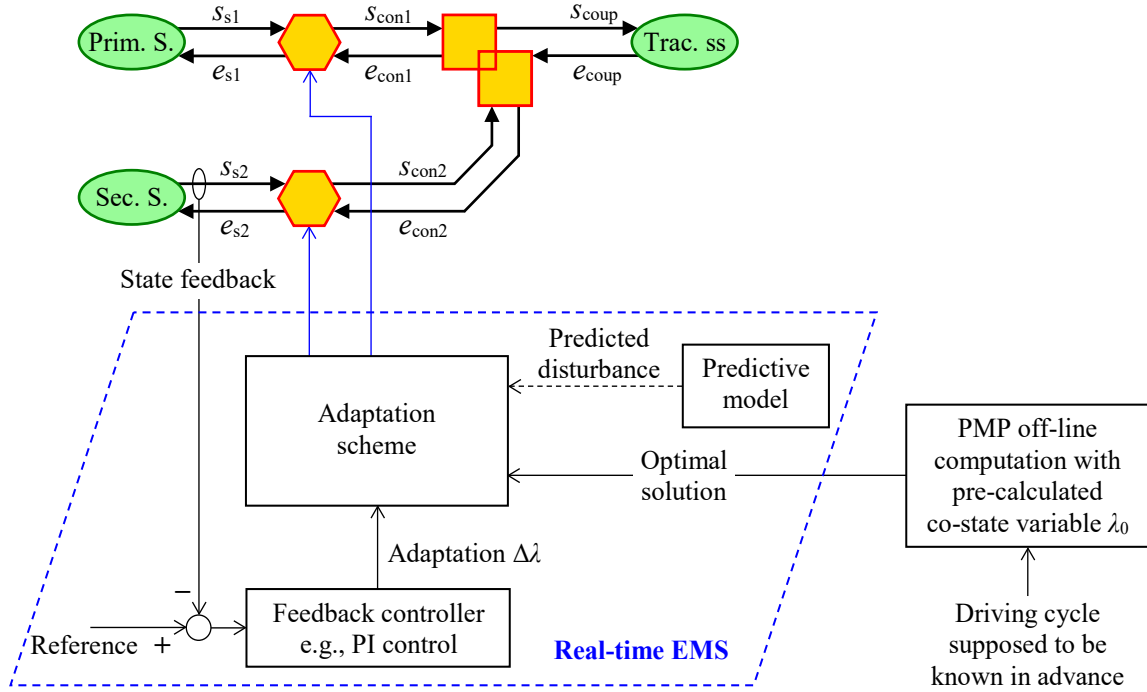 s_s1
s_con1
s_coup
Prim. S.
Trac. ss
e_s1
e_con1
e_coup
s_s2
s_con2
Sec. S.
e_s2
e_con2
State feedback
Predicted
disturbance
Predictive
model
Adaptation
scheme
Optimal
solution
PMP off-line
computation with
pre-calculated
co-state variable λ₀
Adaptation Δλ
−
Reference +
Feedback controller
e.g., PI control
Real-time EMS
Driving cycle
supposed to be
known in advance